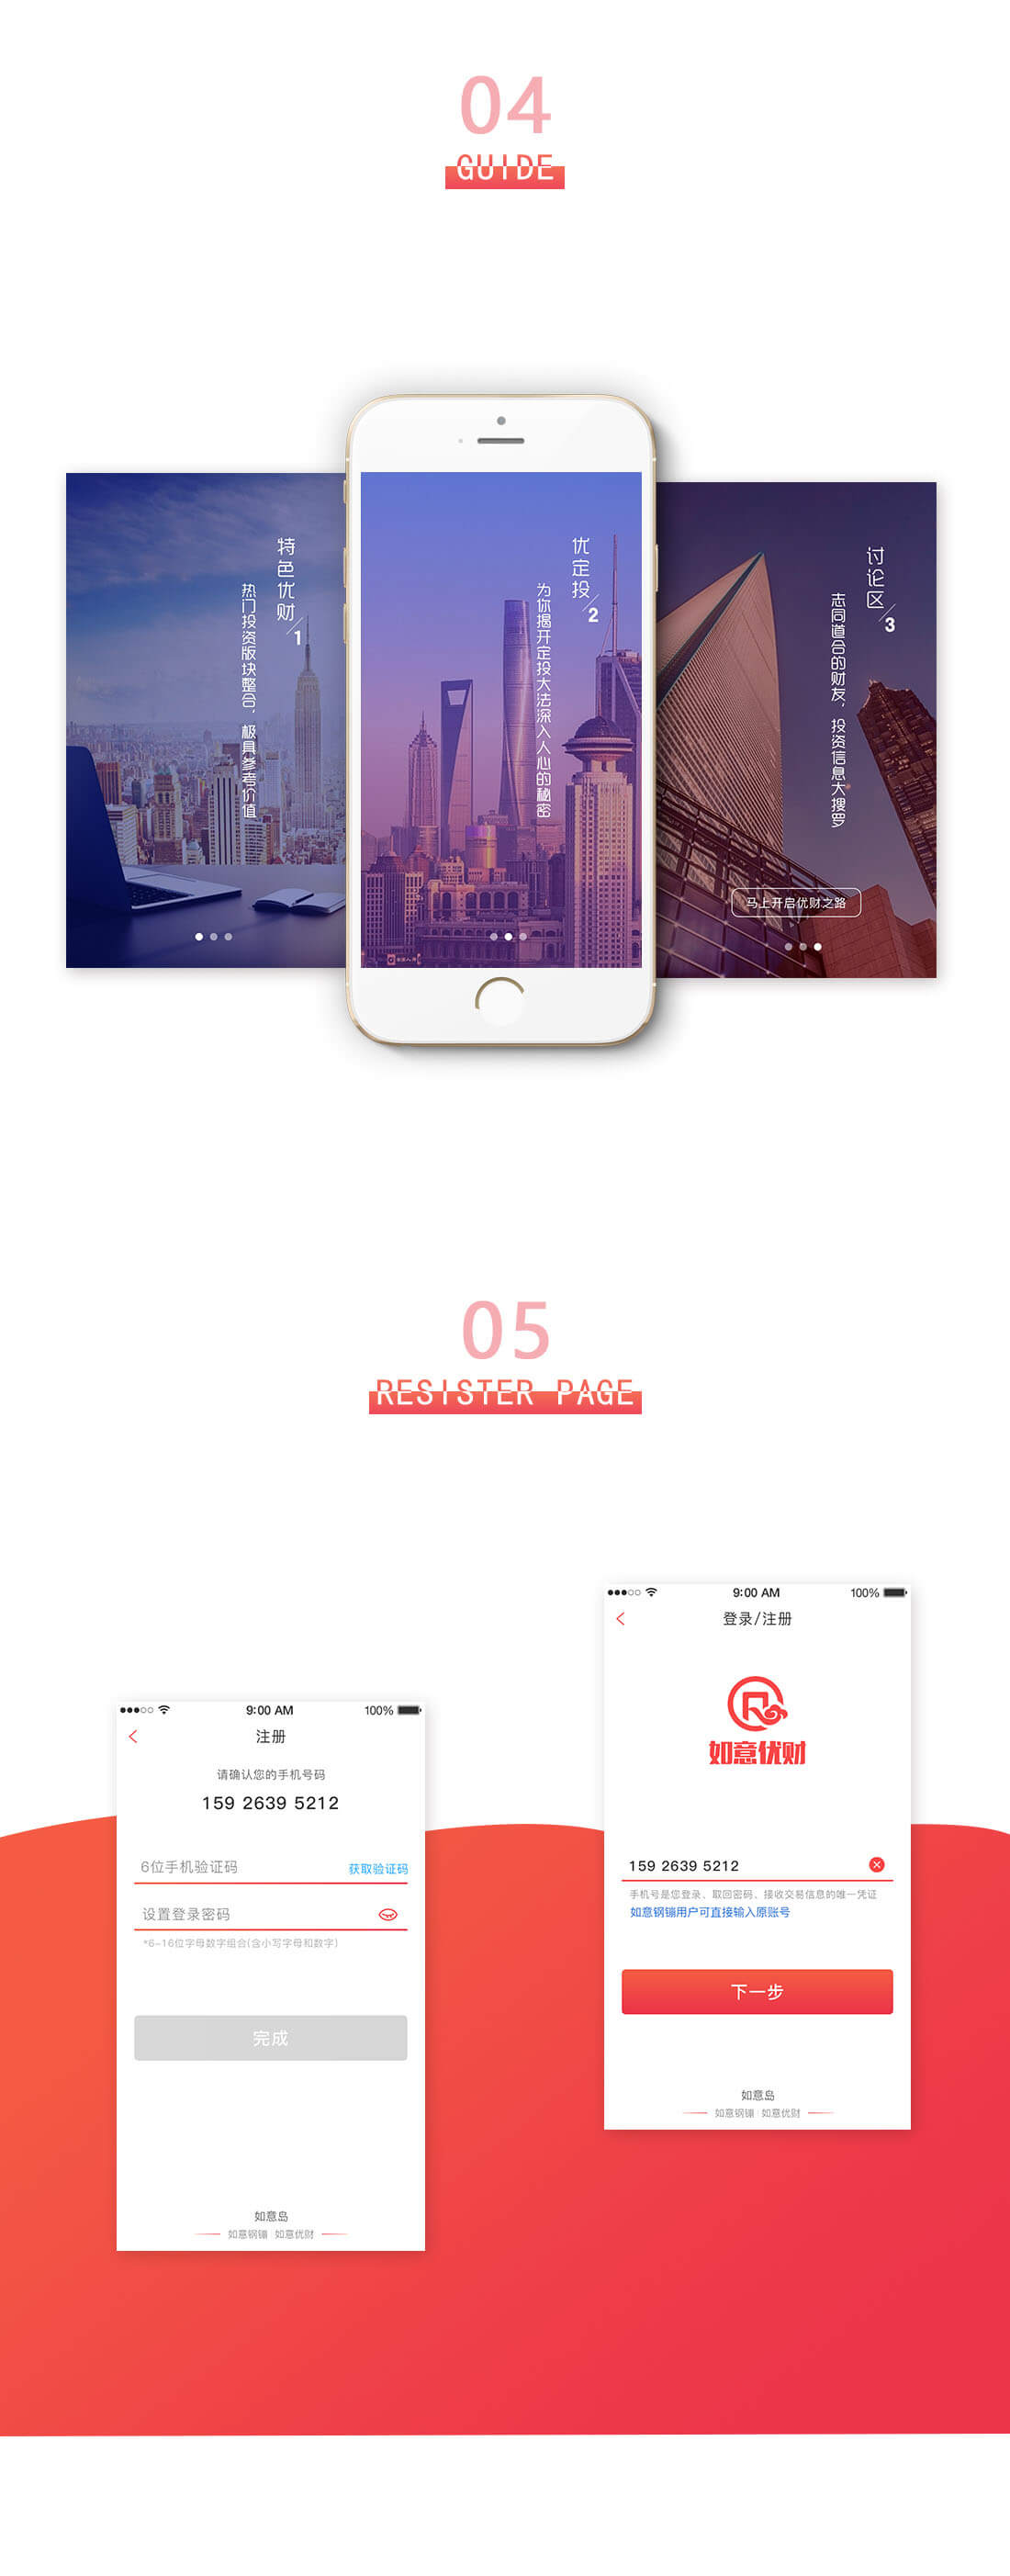 04
GUIDE
特色优财
1
热门投资版块整合，极具参考价值
优定投
2
为你揭开定投大法深入人心的秘密
讨论区
3
志同道合的财友，投资信息大搜罗
马上开启优财之路
05
RESISTER PAGE
9:00 AM
100%
登录/注册
如意优财
159 2639 5212
手机号是您登录、取回密码、接收交易信息的唯一凭证
如意钢镚用户可直接输入原账号
下一步
如意岛
如意钢镚 如意优财
9:00 AM
100%
注册
请确认您的手机号码
159 2639 5212
6位手机验证码
获取验证码
设置登录密码
*6-16位字母数字组合(含小写字母和数字)
完成
如意岛
如意钢镚 如意优财